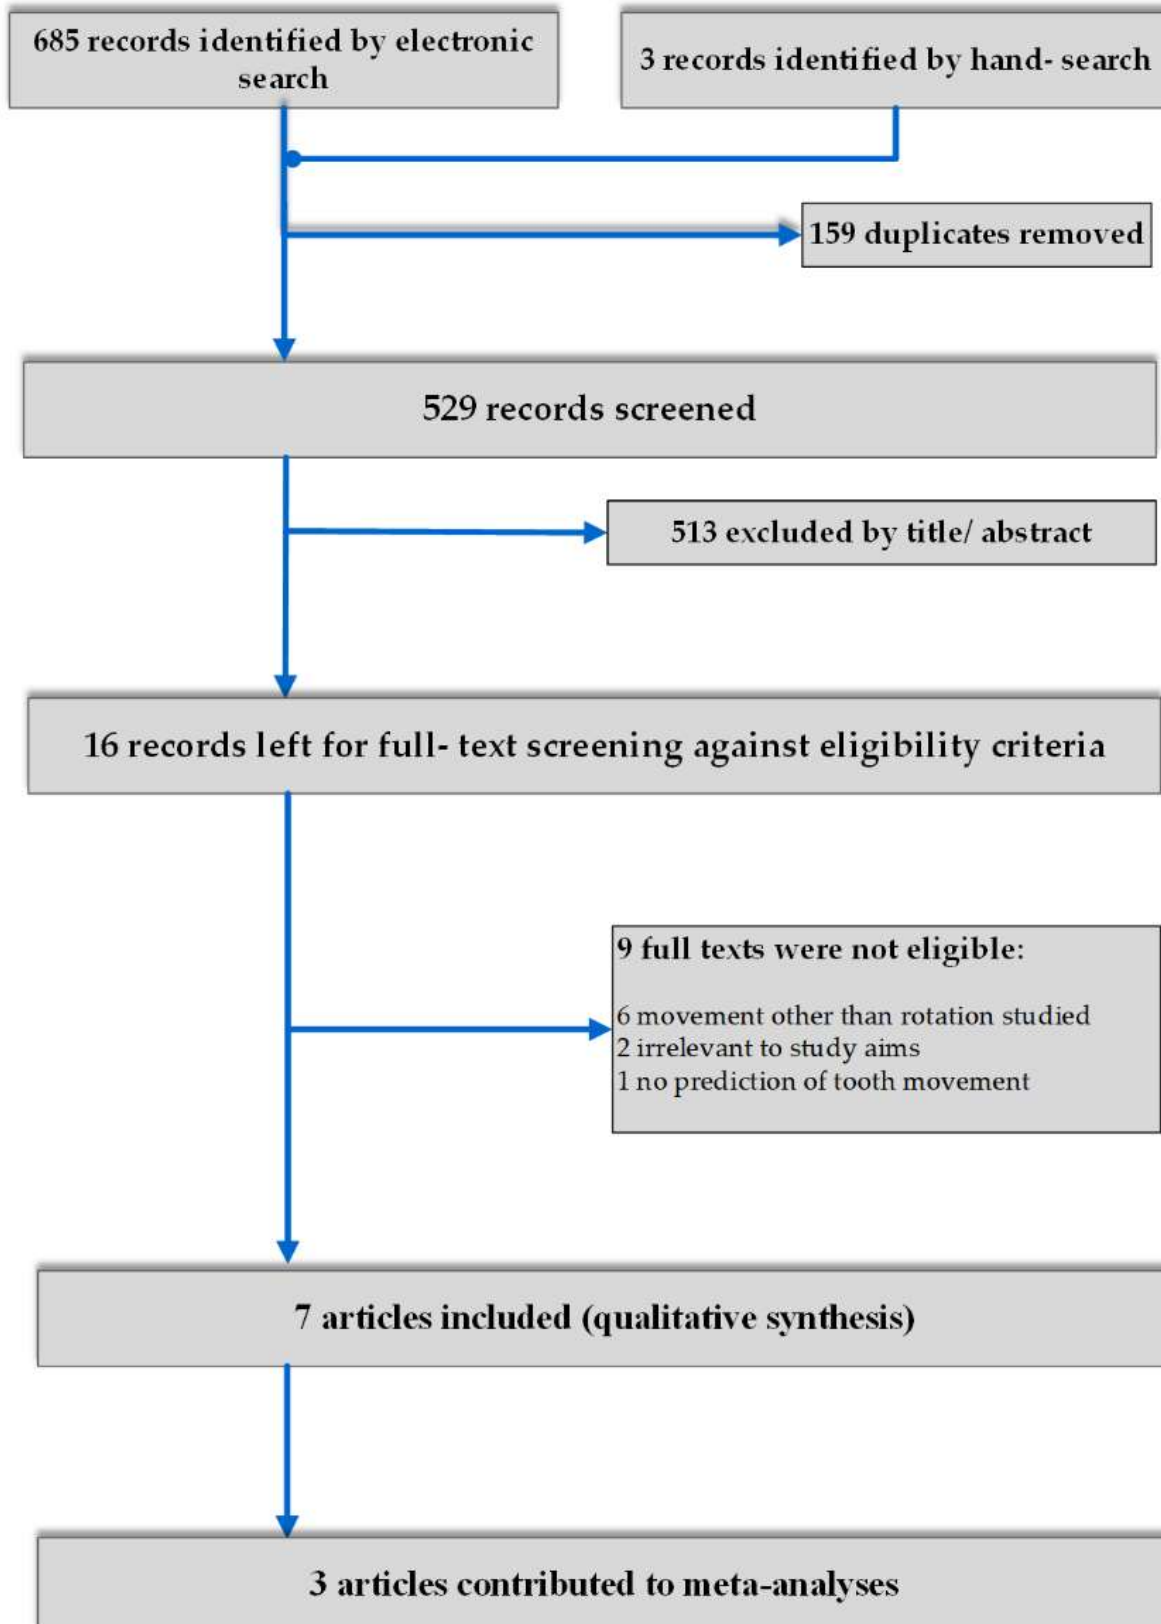 685 records identified by electronic
search
3 records identified by hand- search
159 duplicates removed
529 records screened
513 excluded by title/ abstract
16 records left for full- text screening against eligibility criteria
9 full texts were not eligible:
6 movement other than rotation studied
2 irrelevant to study aims
1 no prediction of tooth movement
7 articles included (qualitative synthesis)
3 articles contributed to meta-analyses